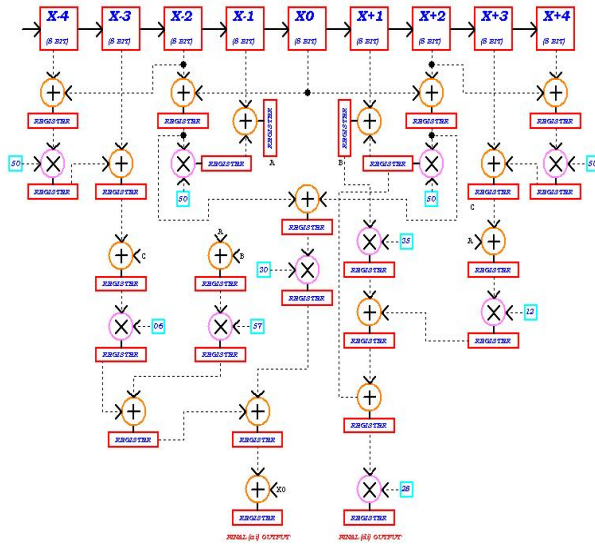 X-4 X-3 X-2 X-1 X0 X+1 X+2 X+3 X+4
(8 BIT) (8 BIT) (8 BIT) (8 BIT) (8 BIT) (8 BIT) (8 BIT) (8 BIT) (8 BIT)
REGISTER REGISTER REGISTER REGISTER REGISTER REGISTER
50 REGISTER A B REGISTER 50
REGISTER REGISTER REGISTER REGISTER
50 50
C
REGISTER
A A
C B 30 35
REGISTER REGISTER REGISTER REGISTER REGISTER
06 57 12
REGISTER REGISTER REGISTER REGISTER
REGISTER REGISTER REGISTER
X0 28
REGISTER REGISTER
FINAL (ai) OUTPUT FINAL (di) OUTPUT